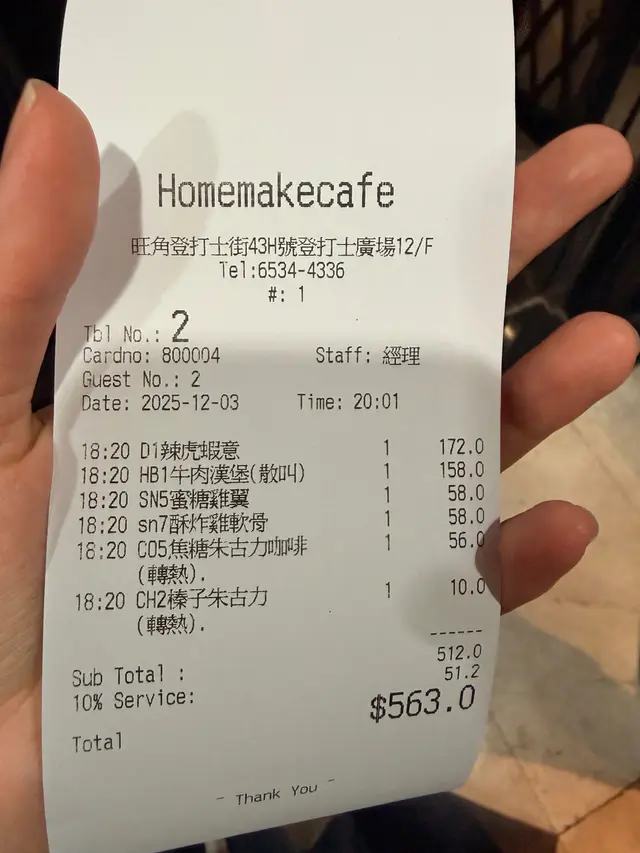 Homemakecafe
旺角登打士街43H號登打士廣場12/F
Tel:6534-4336
#: 1
Tbl No.: 2
Cardno: 800004 Staff: 經理
Guest No.: 2
Date: 2025-12-03 Time: 20:01
18:20 D1辣虎蝦意 1 172.0
18:20 HB1牛肉漢堡(散叫) 1 158.0
18:20 SN5蜜糖雞翼 1 58.0
18:20 sn7酥炸雞軟骨 1 58.0
18:20 CO5焦糖朱古力咖啡 1 56.0
(轉熱).
18:20 CH2榛子朱古力 1 10.0
(轉熱).
------
Sub Total : 512.0
10% Service: 51.2
Total $563.0
- Thank You -